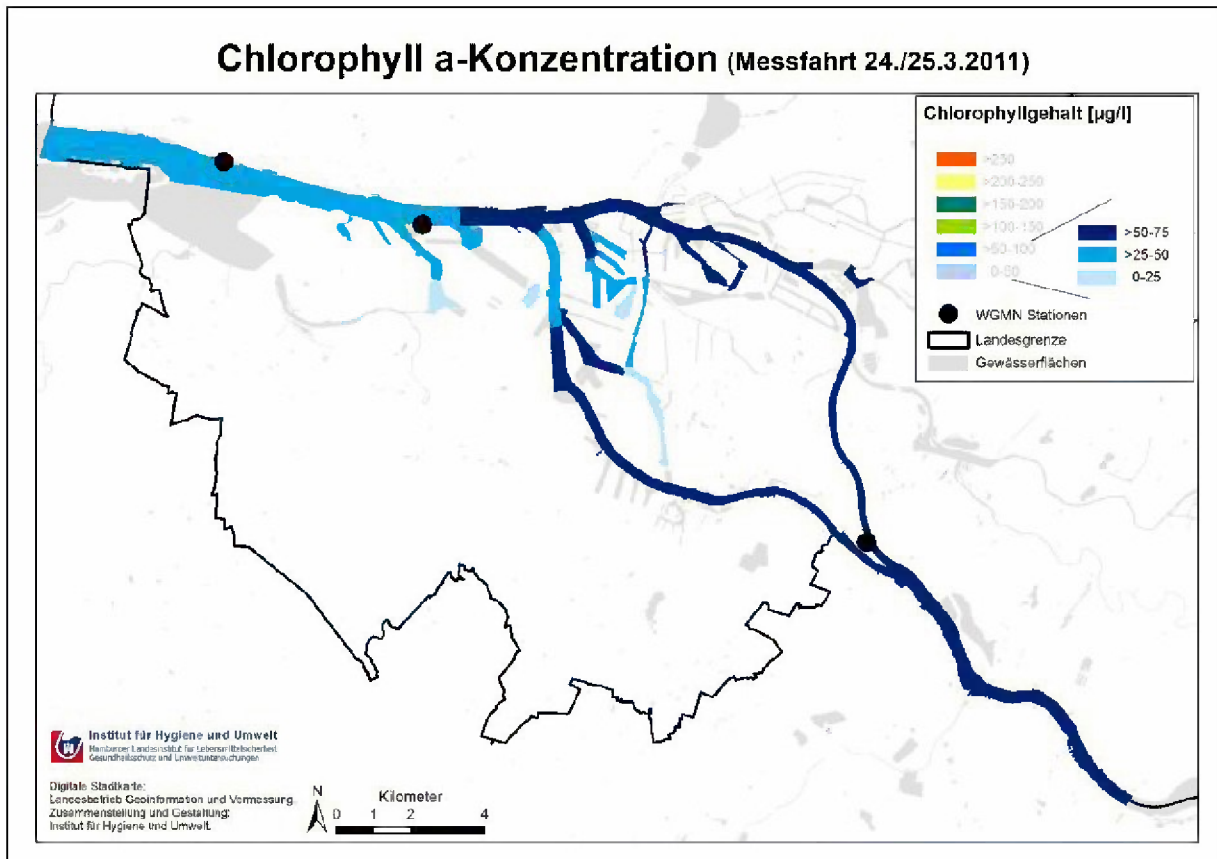 Chlorophyll a-Konzentration (Messfahrt 24./25.3.2011)
Chlorophyllgehalt [µg/l]
>250
>200-250
>150-200
>100-150
>50-100
0-50
>50-75
>25-50
0-25
WGMN Stationen
Landesgrenze
Gewässerflächen
Institut für Hygiene und Umwelt
Hamburger Landesinstitut für Lebensmittelsicherheit
Gesundheitsschutz und Umweltuntersuchungen
Digitale Stadtkarte:
Landesbetrieb Geoinformation und Vermessung
Zusammenstellung und Gestaltung:
Institut für Hygiene und Umwelt
N
Kilometer
0 1 2 4